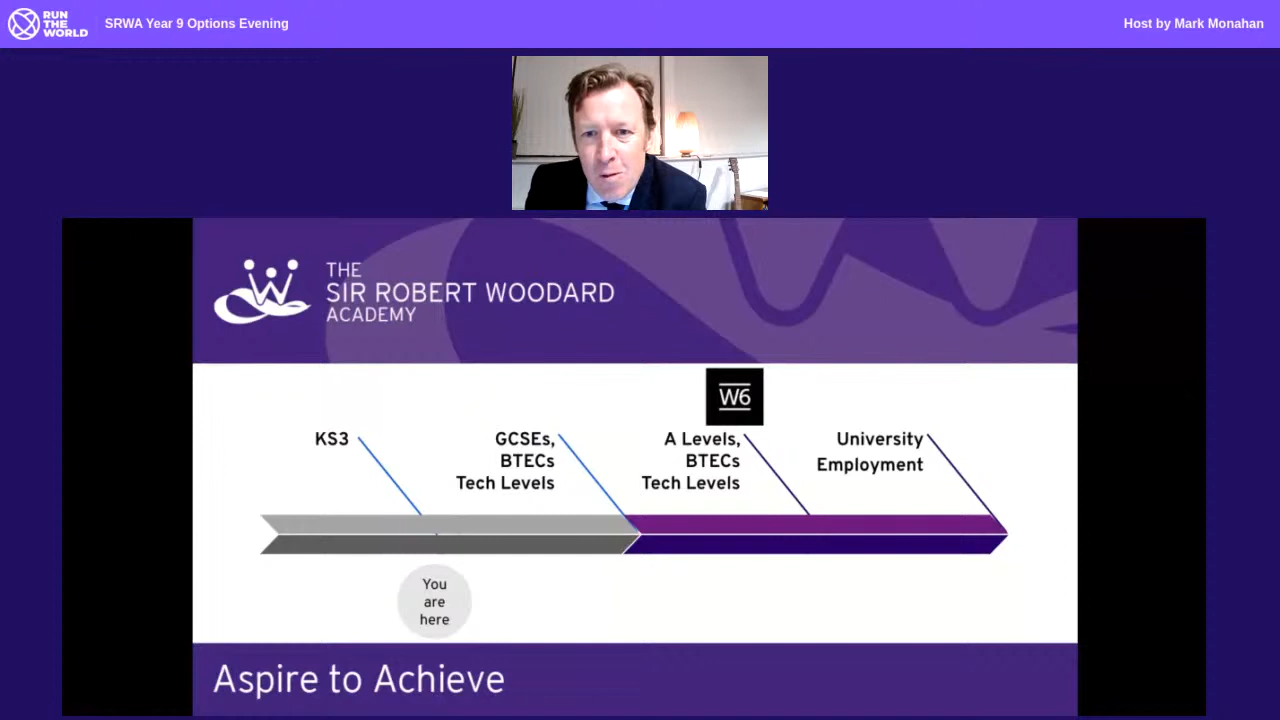 RUN
THE
WORLD
SRWA Year 9 Options Evening
Host by Mark Monahan
THE
SIR ROBERT WOODARD
ACADEMY
W6
KS3
GCSEs,
BTECs
Tech Levels
A Levels,
BTECs
Tech Levels
University
Employment
You
are
here
Aspire to Achieve